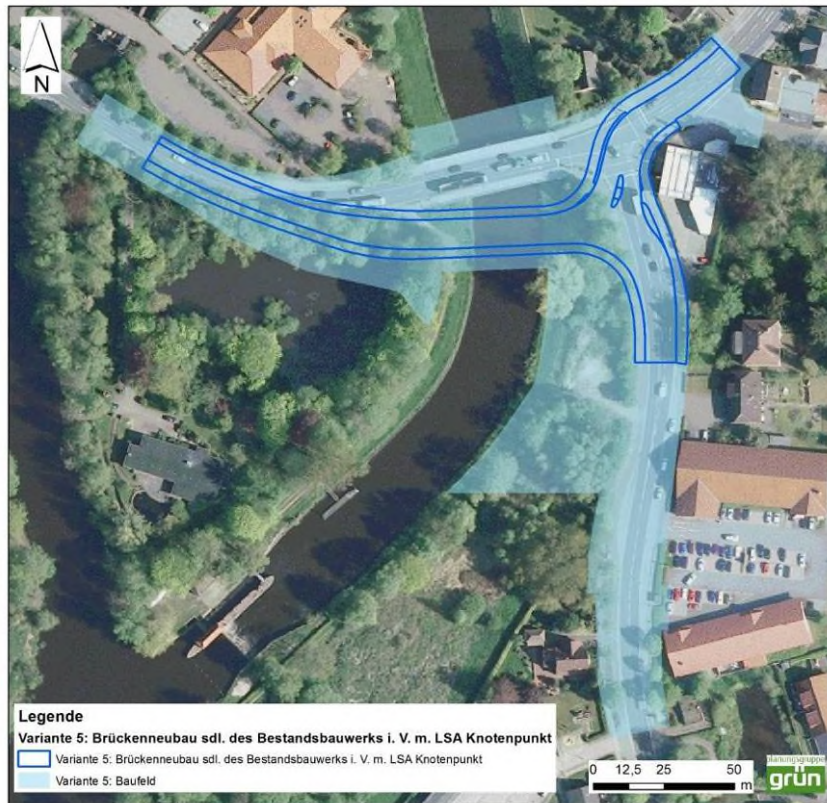 N
Legende
Variante 5: Brückenneubau sdl. des Bestandsbauwerks i. V. m. LSA Knotenpunkt
Variante 5: Brückenneubau sdl. des Bestandsbauwerks i. V. m. LSA Knotenpunkt
Variante 5: Baufeld
0 12,5 25 50
m
planungsgruppe
grün